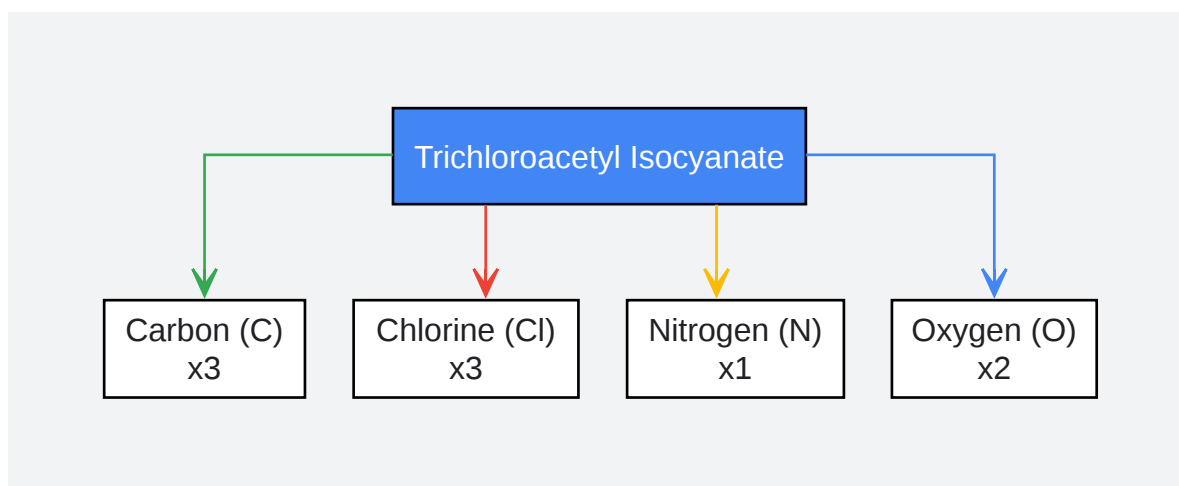 Trichloroacetyl Isocyanate
Carbon (C)
x3
Chlorine (Cl)
x3
Nitrogen (N)
x1
Oxygen (O)
x2